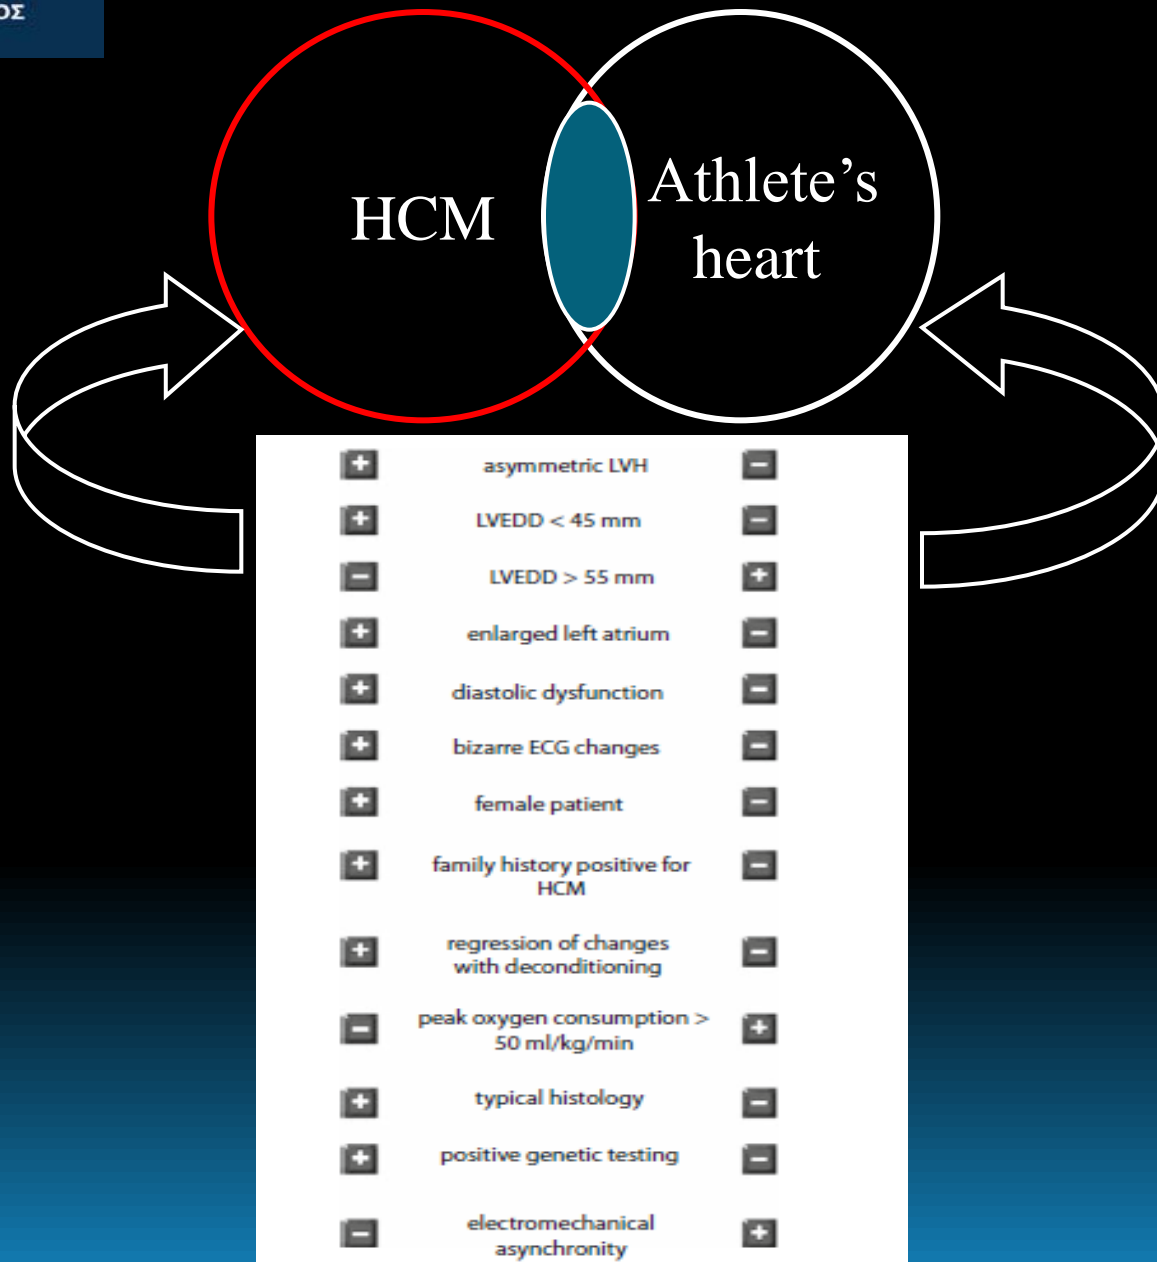 ΟΣ
HCM
Athlete’s
heart
+ asymmetric LVH −
+ LVEDD < 45 mm −
− LVEDD > 55 mm +
+ enlarged left atrium −
+ diastolic dysfunction −
+ bizarre ECG changes −
+ female patient −
+ family history positive for −
HCM
+ regression of changes −
with deconditioning
− peak oxygen consumption > +
50 ml/kg/min
+ typical histology −
+ positive genetic testing −
− electromechanical +
asynchronity